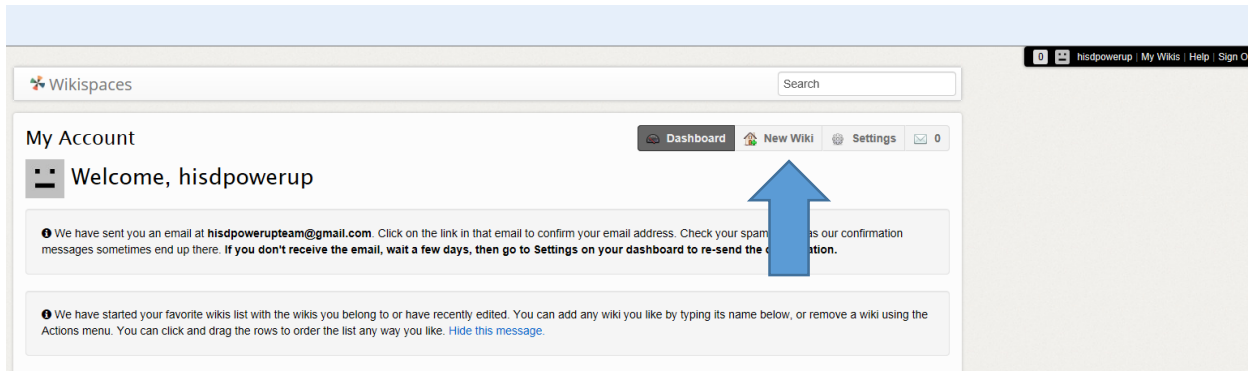 0 hisdpowerup | My Wikis | Help | Sign O
Wikispaces
Search
My Account
Dashboard New Wiki Settings 0
Welcome, hisdpowerup
We have sent you an email at hisdpowerupteam@gmail.com. Click on the link in that email to confirm your email address. Check your spam as our confirmation
messages sometimes end up there. If you don't receive the email, wait a few days, then go to Settings on your dashboard to re-send the ation.
We have started your favorite wikis list with the wikis you belong to or have recently edited. You can add any wiki you like by typing its name below, or remove a wiki using the
Actions menu. You can click and drag the rows to order the list any way you like. Hide this message.